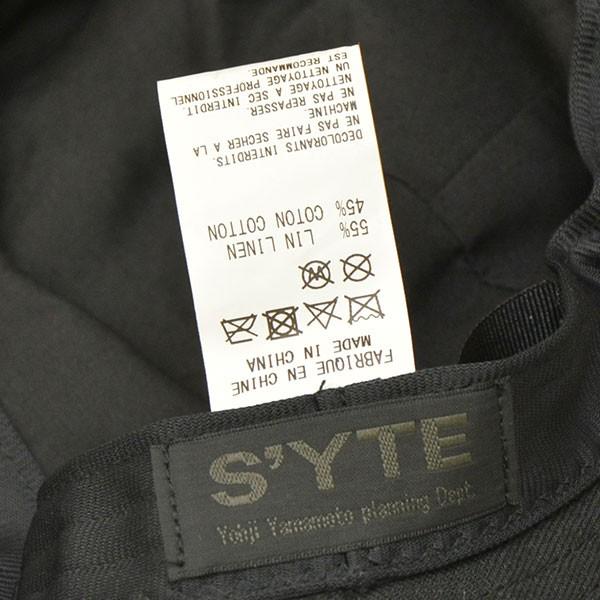 FABRIQUE EN CHINE
MADE IN CHINA
55% LIN LINEN
45% COTON COTTON
DECOLORANTS INTERDITS.
NE PAS FAIRE SECHER A LA
MACHINE.
NE PAS REPASSER.
NETTOYAGE A SEC INTERDIT.
UN NETTOYAGE PROFESSIONNEL
EST RECOMMANDE.
S'YTE
Yohji Yamamoto planning Dept.